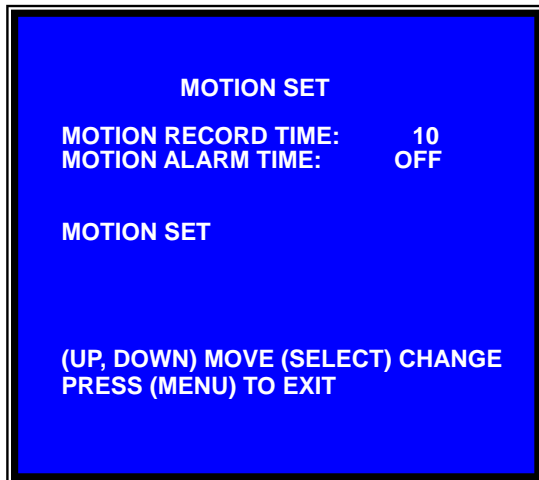 MOTION SET
MOTION RECORD TIME: 10
MOTION ALARM TIME: OFF
MOTION SET
(UP, DOWN) MOVE (SELECT) CHANGE
PRESS (MENU) TO EXIT